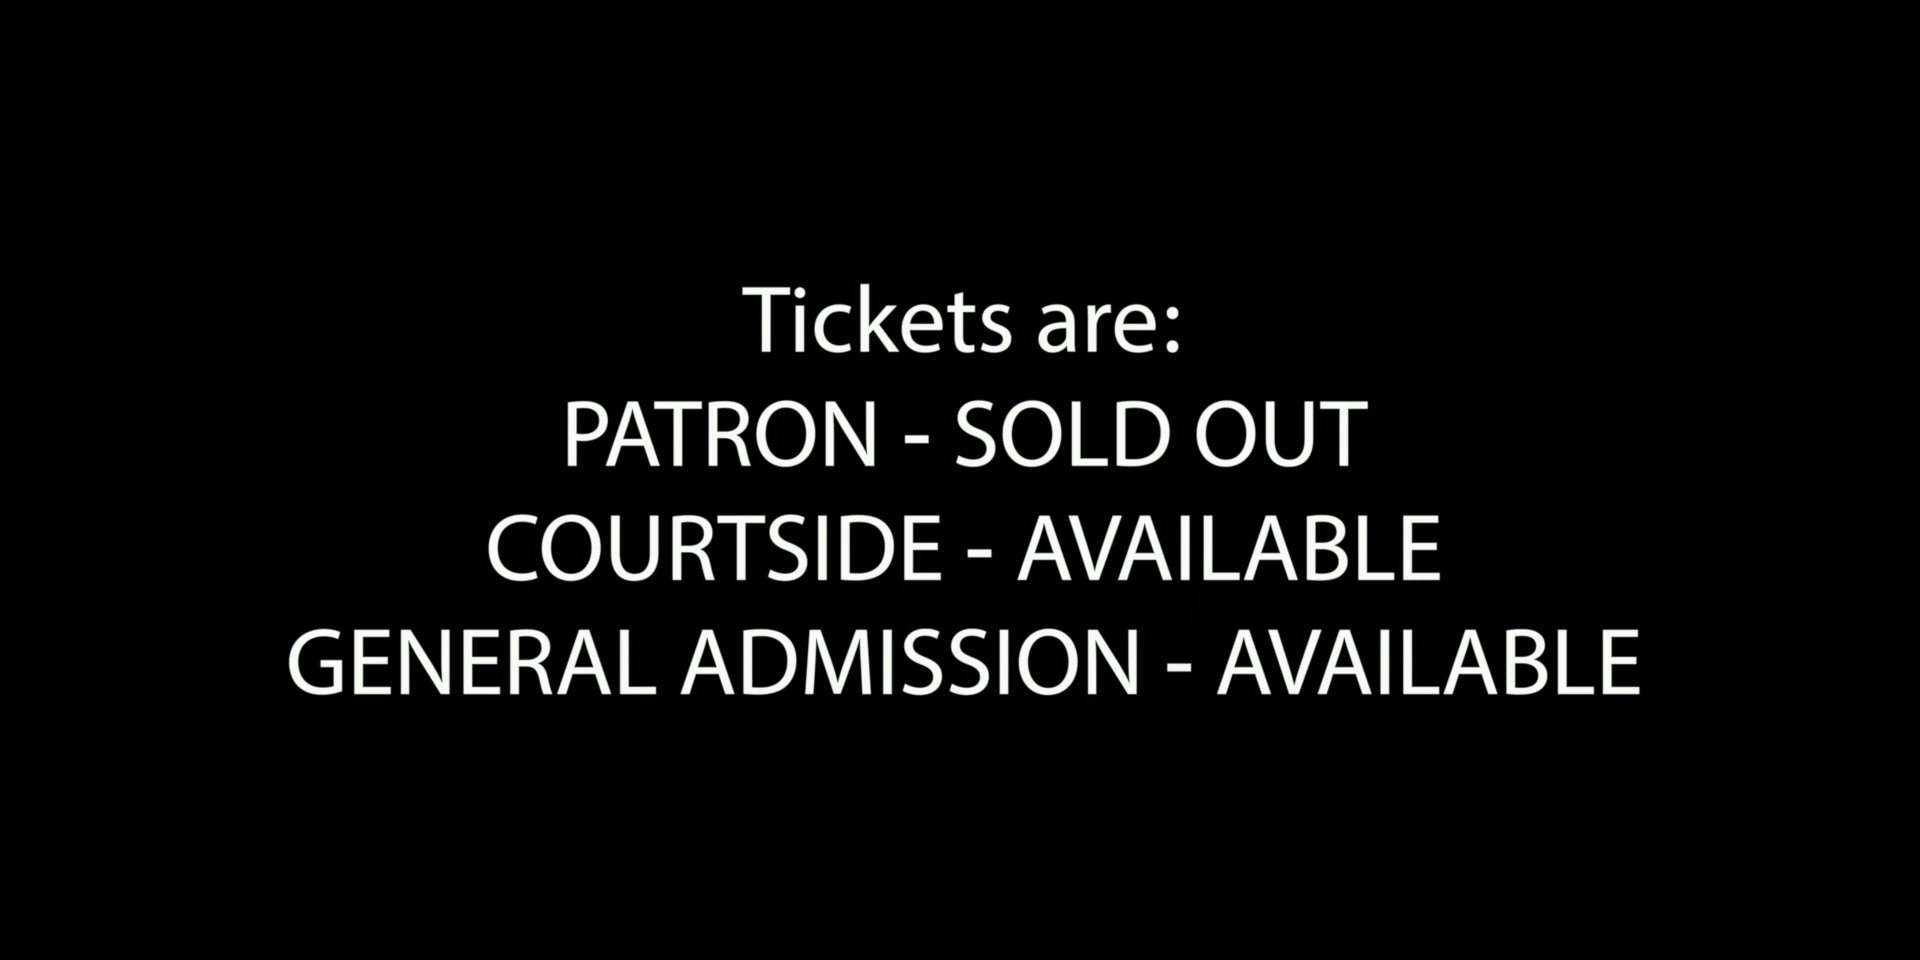 Tickets are:
PATRON - SOLD OUT
COURTSIDE - AVAILABLE
GENERAL ADMISSION - AVAILABLE